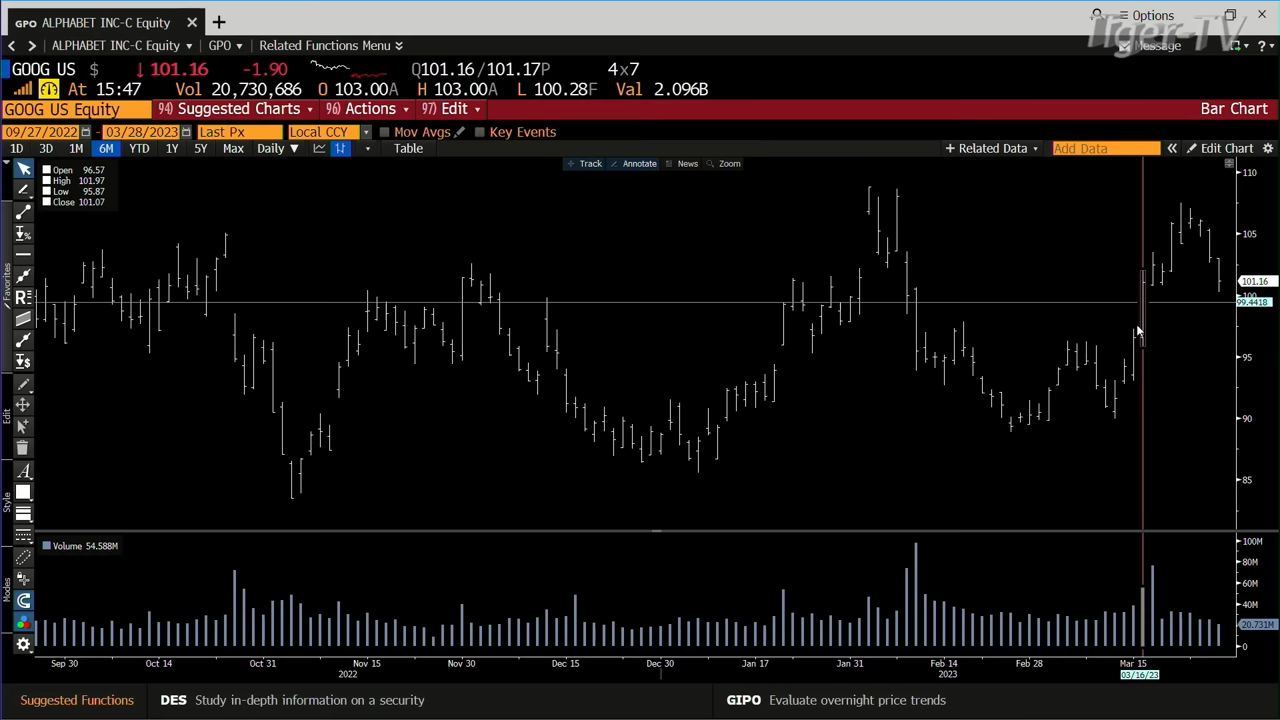 GPO ALPHABET INC-C Equity × +
Options
Tiger-TV
< > ALPHABET INC-C Equity GPO Related Functions Menu
Message ?
GOOG US $ ↓ 101.16 -1.90 Q101.16/101.17P 4x7
At 15:47 Vol 20,730,686 O 103.00A H 103.00A L 100.28F Val 2.096B
GOOG US Equity 94) Suggested Charts 96) Actions 97) Edit Bar Chart
09/27/2022 - 03/28/2023 Last Px Local CCY Mov Avgs Key Events
1D 3D 1M 6M YTD 1Y 5Y Max Daily ▼ Table + Related Data Add Data « Edit Chart
Track Annotate News Zoom
Open 96.57
High 101.97
Low 95.87
Close 101.07
110
105
101.16
100
99.4418
95
90
85
Favorites
Edit
Style
Modes
Volume 54.588M
100M
80M
60M
40M
20.731M
0
Sep 30 Oct 14 Oct 31 Nov 15 Nov 30 Dec 15 Dec 30 Jan 17 Jan 31 Feb 14 Feb 28 Mar 15
2022 2023 03/16/23
Suggested Functions DES Study in-depth information on a security GIPO Evaluate overnight price trends